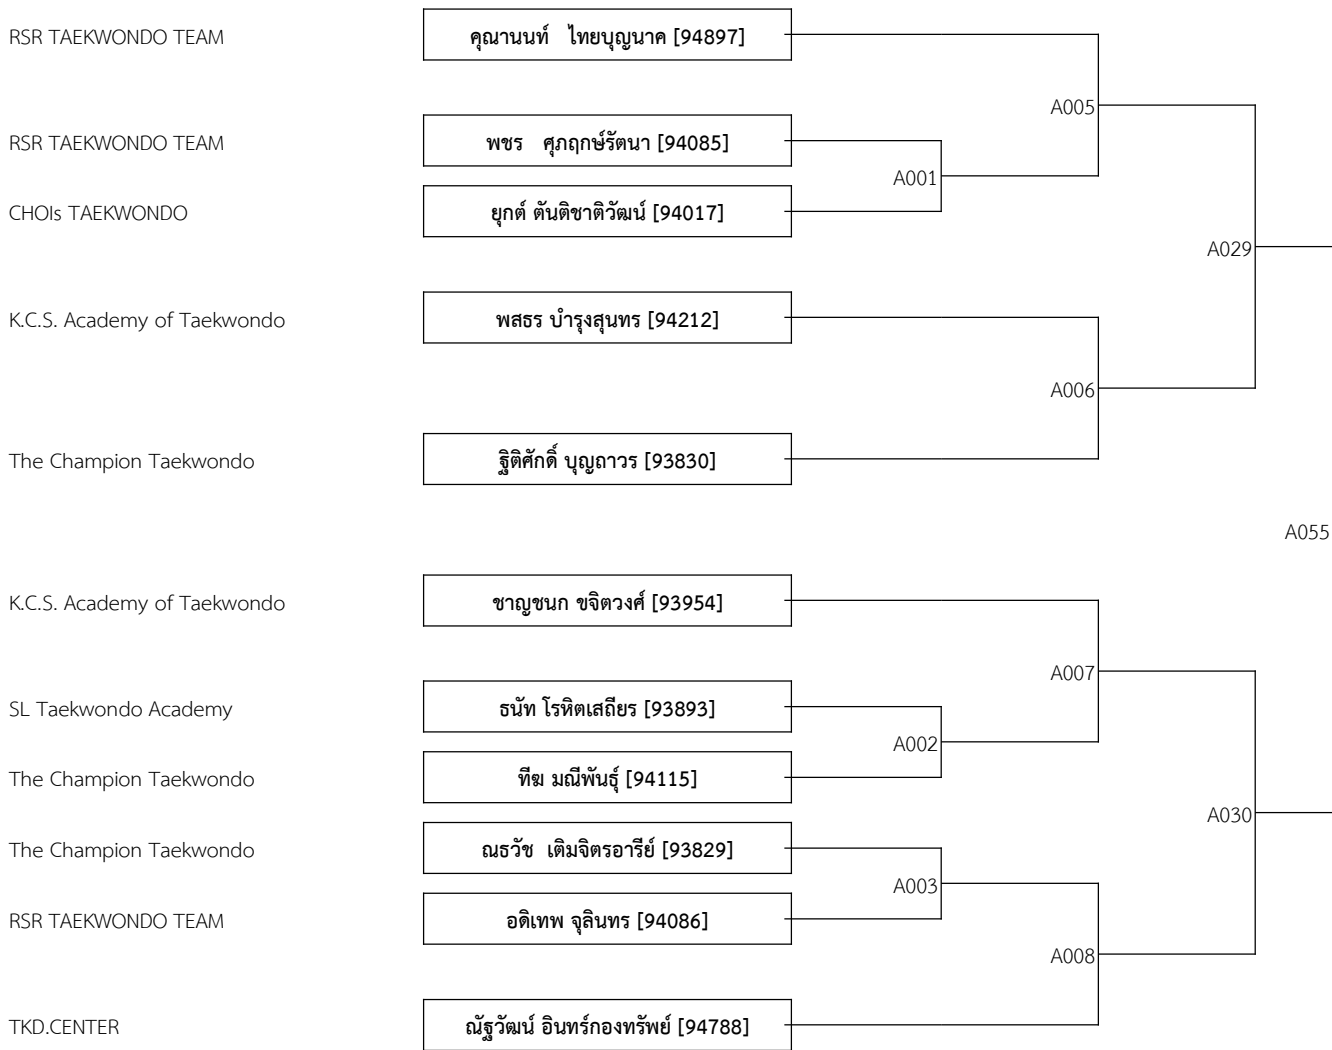 RSR TAEKWONDO TEAM คุณานนท์ ไทยบุญนาค [94897]
A005
RSR TAEKWONDO TEAM พชร ศุภฤกษ์รัตนา [94085]
A001
CHOIs TAEKWONDO ยุกต์ ตันติชาติวัฒน์ [94017]
A029
K.C.S. Academy of Taekwondo พสธร บำรุงสุนทร [94212]
A006
The Champion Taekwondo ฐิติศักดิ์ บุญถาวร [93830]
A055
K.C.S. Academy of Taekwondo ชาญชนก ขจิตวงศ์ [93954]
A007
SL Taekwondo Academy ธนัท โรหิตเสถียร [93893]
A002
The Champion Taekwondo ทีฆ มณีพันธุ์ [94115]
A030
The Champion Taekwondo ณธวัช เติมจิตรอารีย์ [93829]
A003
RSR TAEKWONDO TEAM อดิเทพ จุลินทร [94086]
A008
TKD.CENTER ณัฐวัฒน์ อินทร์กองทรัพย์ [94788]